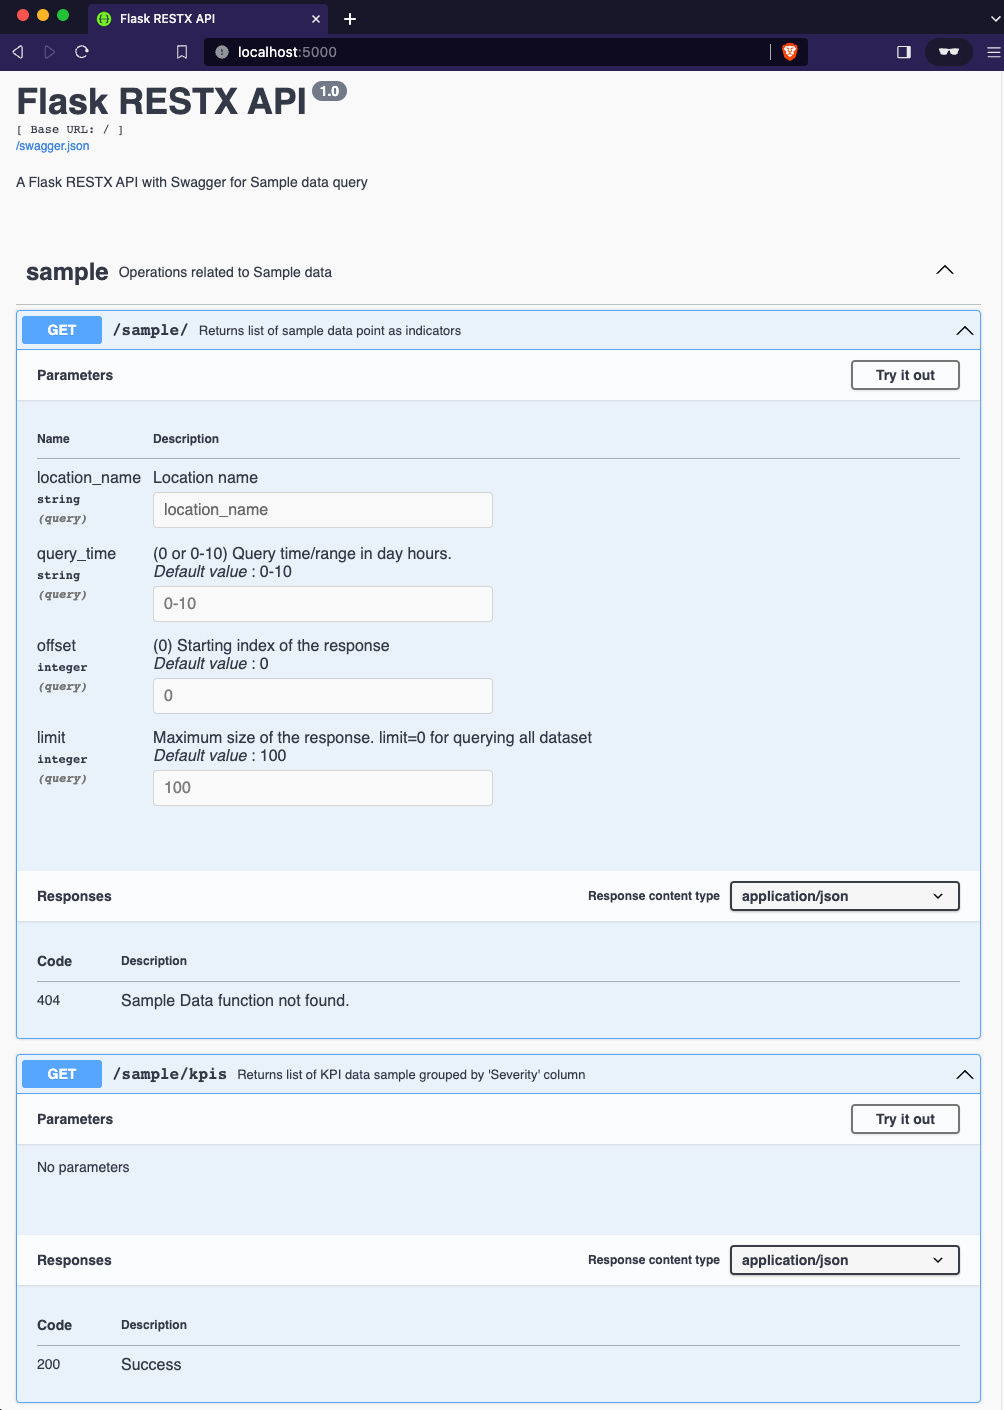 Flask RESTX API
localhost:5000
Flask RESTX API 1.0
[ Base URL: / ]
/swagger.json
A Flask RESTX API with Swagger for Sample data query
sample Operations related to Sample data
GET /sample/ Returns list of sample data point as indicators
Parameters Try it out
Name Description
location_name Location name
string
(query)
location_name
query_time (0 or 0-10) Query time/range in day hours.
string Default value : 0-10
(query)
0-10
offset (0) Starting index of the response
integer Default value : 0
(query)
0
limit Maximum size of the response. limit=0 for querying all dataset
integer Default value : 100
(query)
100
Responses Response content type application/json
Code Description
404 Sample Data function not found.
GET /sample/kpis Returns list of KPI data sample grouped by 'Severity' column
Parameters Try it out
No parameters
Responses Response content type application/json
Code Description
200 Success